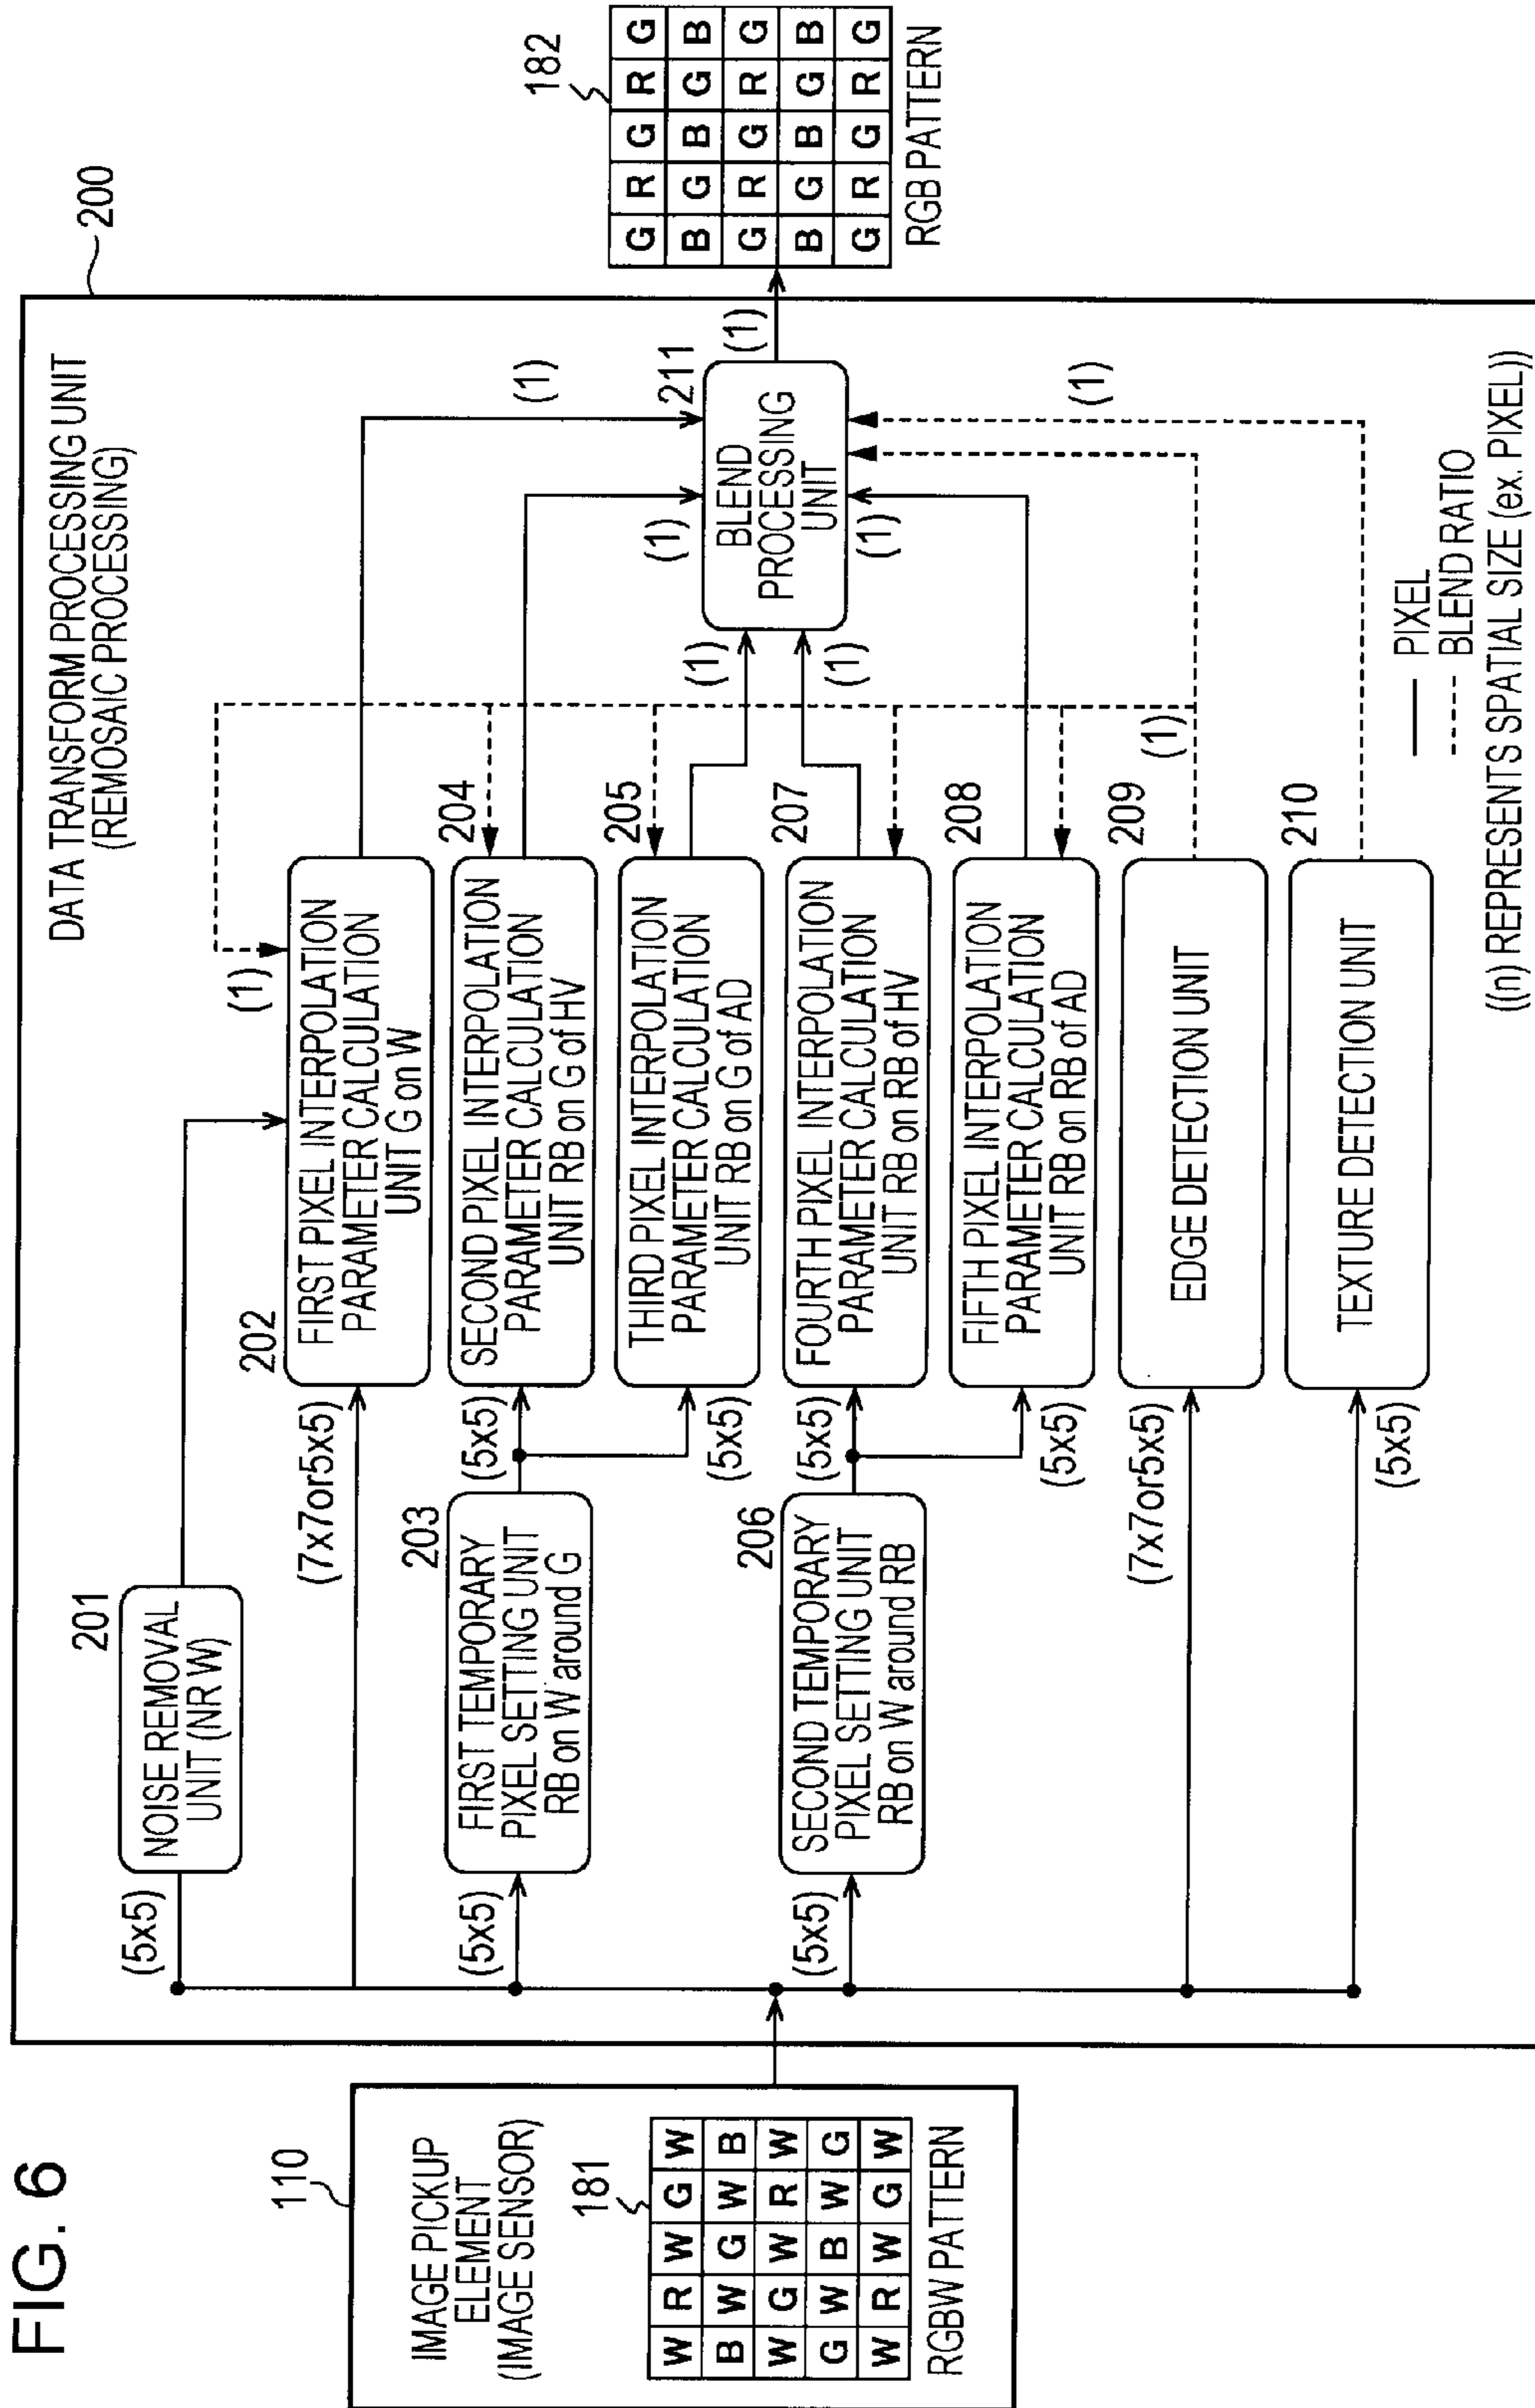 FIG. 6
110
IMAGE PICKUP
ELEMENT
(IMAGE SENSOR)
181
W R W G W
B W G W B
W G W R W
G W B W G
W R W G W
RGBW PATTERN
200
DATA TRANSFORM PROCESSING UNIT
(REMOSAIC PROCESSING)
(5x5)
201
NOISE REMOVAL
UNIT (NR W)
(7x7or5x5)
202
(1)
FIRST PIXEL INTERPOLATION
PARAMETER CALCULATION
UNIT G on W
(1)
(5x5)
203
FIRST TEMPORARY
PIXEL SETTING UNIT
RB on W around G
(5x5)
204
SECOND PIXEL INTERPOLATION
PARAMETER CALCULATION
UNIT RB on G of HV
(1)
(5x5)
205
THIRD PIXEL INTERPOLATION
PARAMETER CALCULATION
UNIT RB on G of AD
(1)
(5x5)
206
SECOND TEMPORARY
PIXEL SETTING UNIT
RB on W around RB
(5x5)
207
FOURTH PIXEL INTERPOLATION
PARAMETER CALCULATION
UNIT RB on RB of HV
(1)
(5x5)
208
FIFTH PIXEL INTERPOLATION
PARAMETER CALCULATION
UNIT RB on RB of AD
(1)
(7x7or5x5)
209
EDGE DETECTION UNIT
(1)
(5x5)
210
TEXTURE DETECTION UNIT
(1)
211
BLEND
PROCESSING
UNIT
(1)
182
G R G R G
B G B G B
G R G R G
B G B G B
G R G R G
RGB PATTERN
PIXEL
BLEND RATIO
((n) REPRESENTS SPATIAL SIZE (ex. PIXEL))